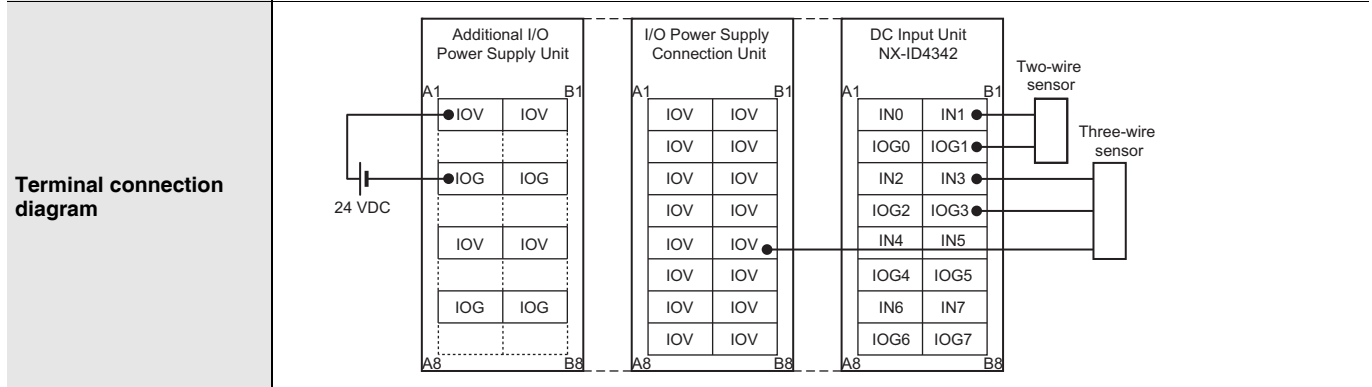 Terminal connection
diagram
24 VDC
Additional I/O
Power Supply Unit
A1 B1
IOV IOV
IOG IOG
IOV IOV
IOG IOG
A8 B8
I/O Power Supply
Connection Unit
A1 B1
IOV IOV
IOV IOV
IOV IOV
IOV IOV
IOV IOV
IOV IOV
IOV IOV
IOV IOV
A8 B8
DC Input Unit
NX-ID4342
A1 B1
IN0 IN1
IOG0 IOG1
IN2 IN3
IOG2 IOG3
IN4 IN5
IOG4 IOG5
IN6 IN7
IOG6 IOG7
A8 B8
Two-wire
sensor
Three-wire
sensor